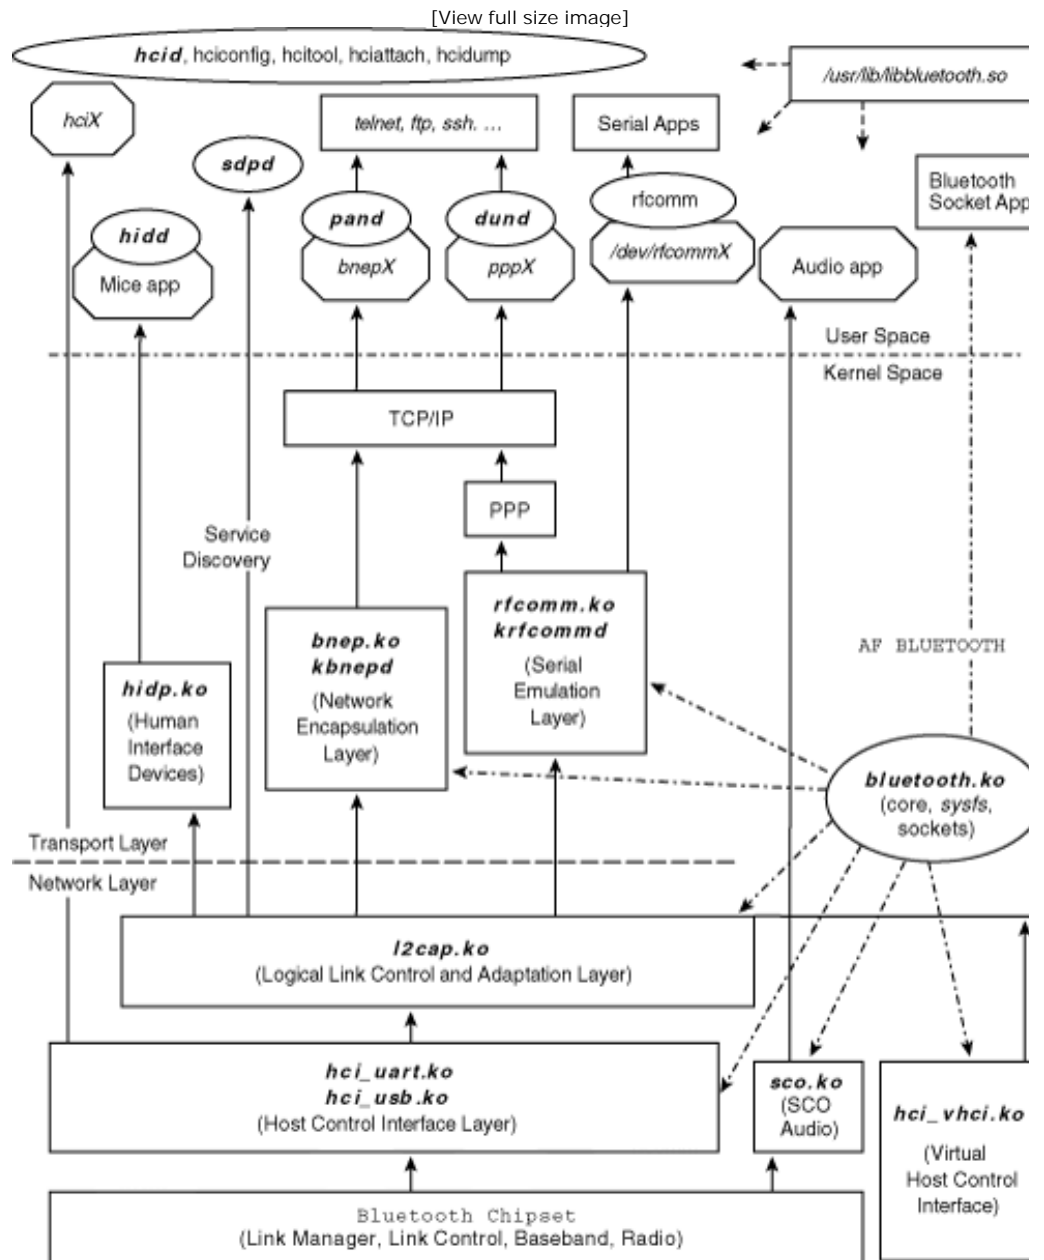 [View full size image]
hcid, hciconfig, hcitool, hciattach, hcidump
/usr/lib/libbluetooth.so
hciX
telnet, ftp, ssh. ...
Serial Apps
sdpd
Bluetooth
Socket App
rfcomm
pand
dund
hidd
/dev/rfcommX
bnepX
pppX
Audio app
Mice app
User Space
Kernel Space
TCP/IP
PPP
Service
Discovery
rfcomm.ko
krfcommd
(Serial
Emulation
Layer)
bnep.ko
kbnepd
(Network
Encapsulation
Layer)
AF BLUETOOTH
hidp.ko
(Human
Interface
Devices)
bluetooth.ko
(core, sysfs,
sockets)
Transport Layer
Network Layer
l2cap.ko
(Logical Link Control and Adaptation Layer)
hci_uart.ko
hci_usb.ko
(Host Control Interface Layer)
sco.ko
(SCO
Audio)
hci_vhci.ko
(Virtual
Host Control
Interface)
Bluetooth Chipset
(Link Manager, Link Control, Baseband, Radio)